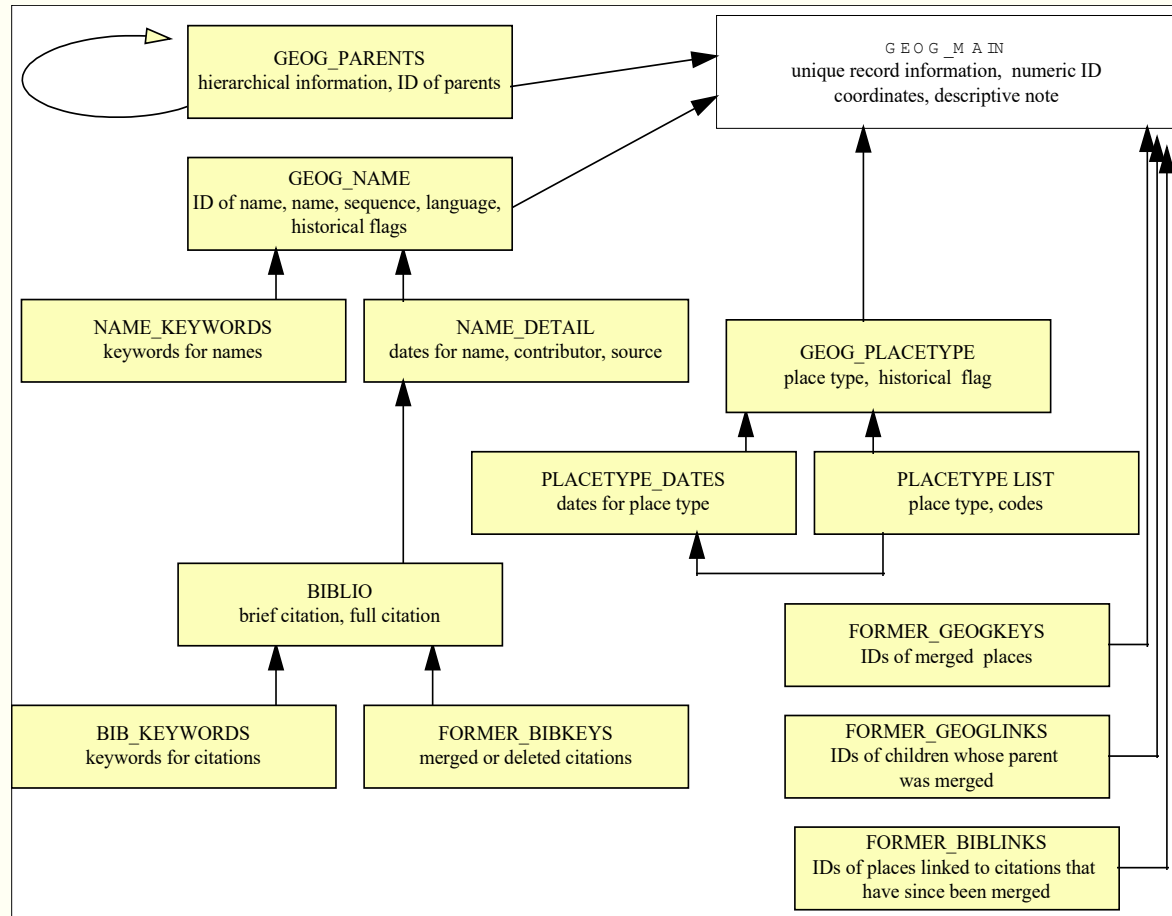 GEOG_PARENTS
hierarchical information, ID of parents
GEOG_MAIN
unique record information, numeric ID
coordinates, descriptive note
GEOG_NAME
ID of name, name, sequence, language,
historical flags
NAME_KEYWORDS
keywords for names
NAME_DETAIL
dates for name, contributor, source
GEOG_PLACETYPE
place type, historical flag
PLACETYPE_DATES
dates for place type
PLACETYPE LIST
place type, codes
BIBLIO
brief citation, full citation
FORMER_GEOGKEYS
IDs of merged places
BIB_KEYWORDS
keywords for citations
FORMER_BIBKEYS
merged or deleted citations
FORMER_GEOGLINKS
IDs of children whose parent
was merged
FORMER_BIBLINKS
IDs of places linked to citations that
have since been merged